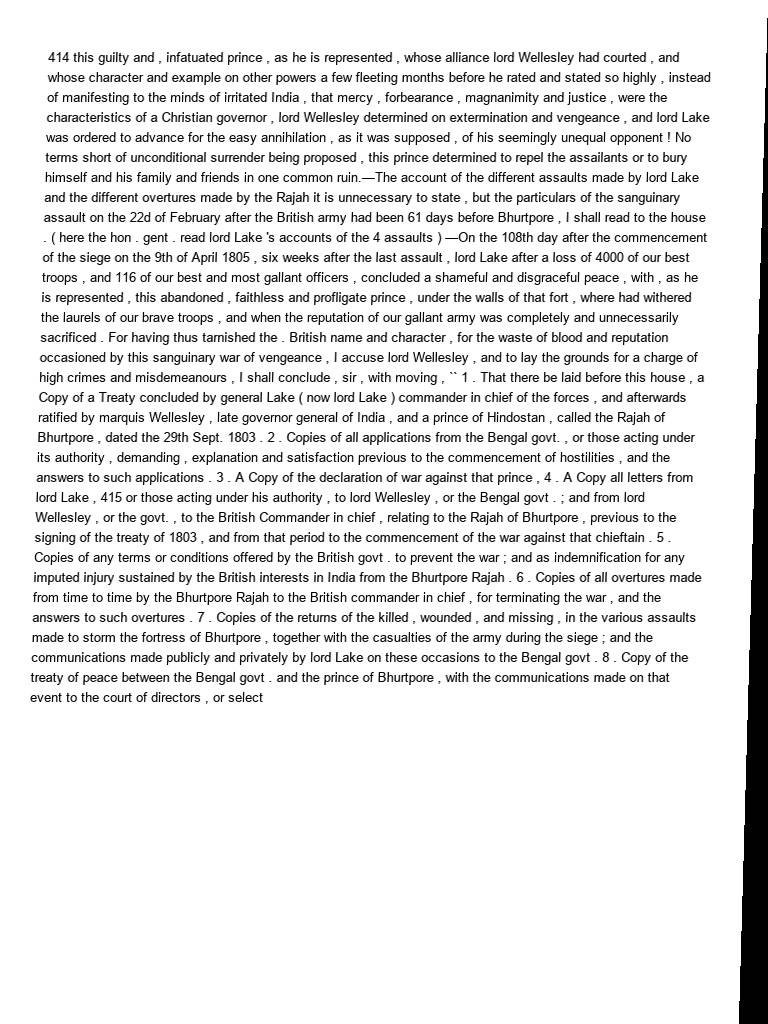 414 this guilty and , infatuated prince , as he is represented , whose alliance lord Wellesley had courted , and
whose character and example on other powers a few fleeting months before he rated and stated so highly , instead
of manifesting to the minds of irritated India , that mercy , forbearance , magnanimity and justice , were the
characteristics of a Christian governor , lord Wellesley determined on extermination and vengeance , and lord Lake
was ordered to advance for the easy annihilation , as it was supposed , of his seemingly unequal opponent ! No
terms short of unconditional surrender being proposed , this prince determined to repel the assailants or to bury
himself and his family and friends in one common ruin.—The account of the different assaults made by lord Lake
and the different overtures made by the Rajah it is unnecessary to state , but the particulars of the sanguinary
assault on the 22d of February after the British army had been 61 days before Bhurtpore , I shall read to the house
. ( here the hon . gent . read lord Lake 's accounts of the 4 assaults ) —On the 108th day after the commencement
of the siege on the 9th of April 1805 , six weeks after the last assault , lord Lake after a loss of 4000 of our best
troops , and 116 of our best and most gallant officers , concluded a shameful and disgraceful peace , with , as he
is represented , this abandoned , faithless and profligate prince , under the walls of that fort , where had withered
the laurels of our brave troops , and when the reputation of our gallant army was completely and unnecessarily
sacrificed . For having thus tarnished the . British name and character , for the waste of blood and reputation
occasioned by this sanguinary war of vengeance , I accuse lord Wellesley , and to lay the grounds for a charge of
high crimes and misdemeanours , I shall conclude , sir , with moving , `` 1 . That there be laid before this house , a
Copy of a Treaty concluded by general Lake ( now lord Lake ) commander in chief of the forces , and afterwards
ratified by marquis Wellesley , late governor general of India , and a prince of Hindostan , called the Rajah of
Bhurtpore , dated the 29th Sept. 1803 . 2 . Copies of all applications from the Bengal govt. , or those acting under
its authority , demanding , explanation and satisfaction previous to the commencement of hostilities , and the
answers to such applications . 3 . A Copy of the declaration of war against that prince , 4 . A Copy all letters from
lord Lake , 415 or those acting under his authority , to lord Wellesley , or the Bengal govt . ; and from lord
Wellesley , or the govt. , to the British Commander in chief , relating to the Rajah of Bhurtpore , previous to the
signing of the treaty of 1803 , and from that period to the commencement of the war against that chieftain . 5 .
Copies of any terms or conditions offered by the British govt . to prevent the war ; and as indemnification for any
imputed injury sustained by the British interests in India from the Bhurtpore Rajah . 6 . Copies of all overtures made
from time to time by the Bhurtpore Rajah to the British commander in chief , for terminating the war , and the
answers to such overtures . 7 . Copies of the returns of the killed , wounded , and missing , in the various assaults
made to storm the fortress of Bhurtpore , together with the casualties of the army during the siege ; and the
communications made publicly and privately by lord Lake on these occasions to the Bengal govt . 8 . Copy of the
treaty of peace between the Bengal govt . and the prince of Bhurtpore , with the communications made on that
event to the court of directors , or select